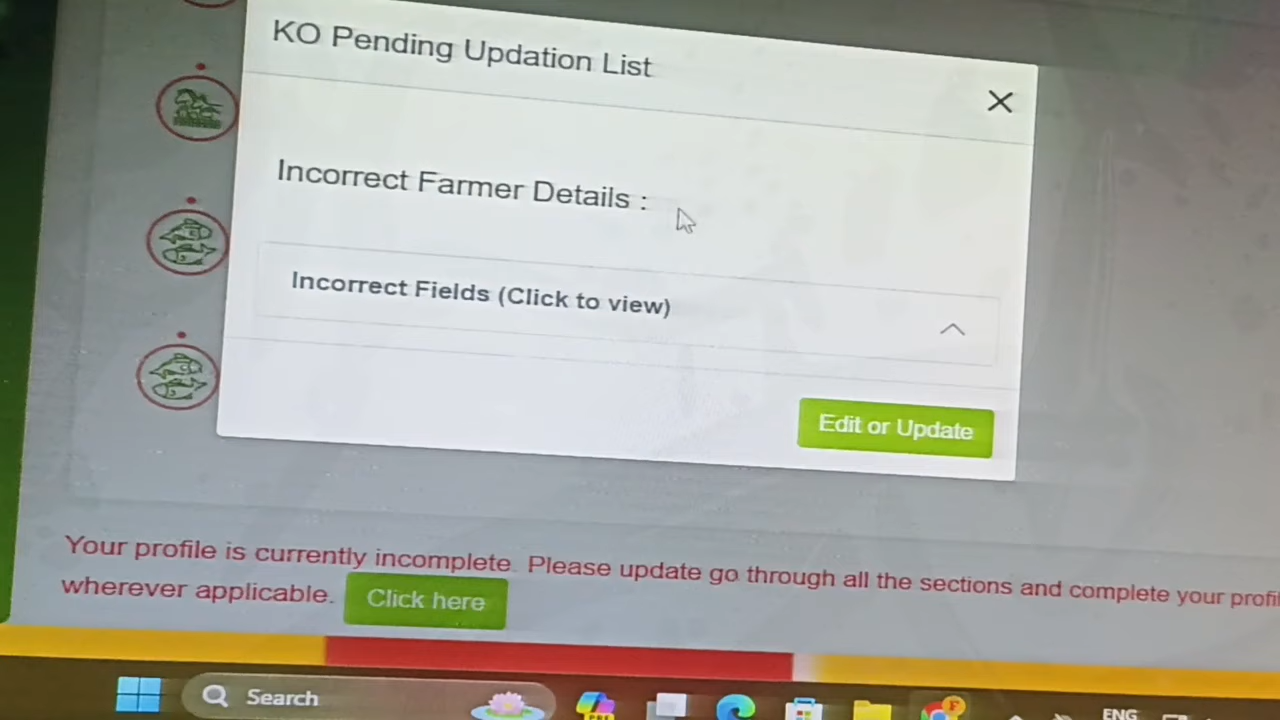 KO Pending Updation List
Incorrect Farmer Details :
Incorrect Fields (Click to view)
Edit or Update
Your profile is currently incomplete. Please update go through all the sections and complete your
wherever applicable. Click here
Search
ENG